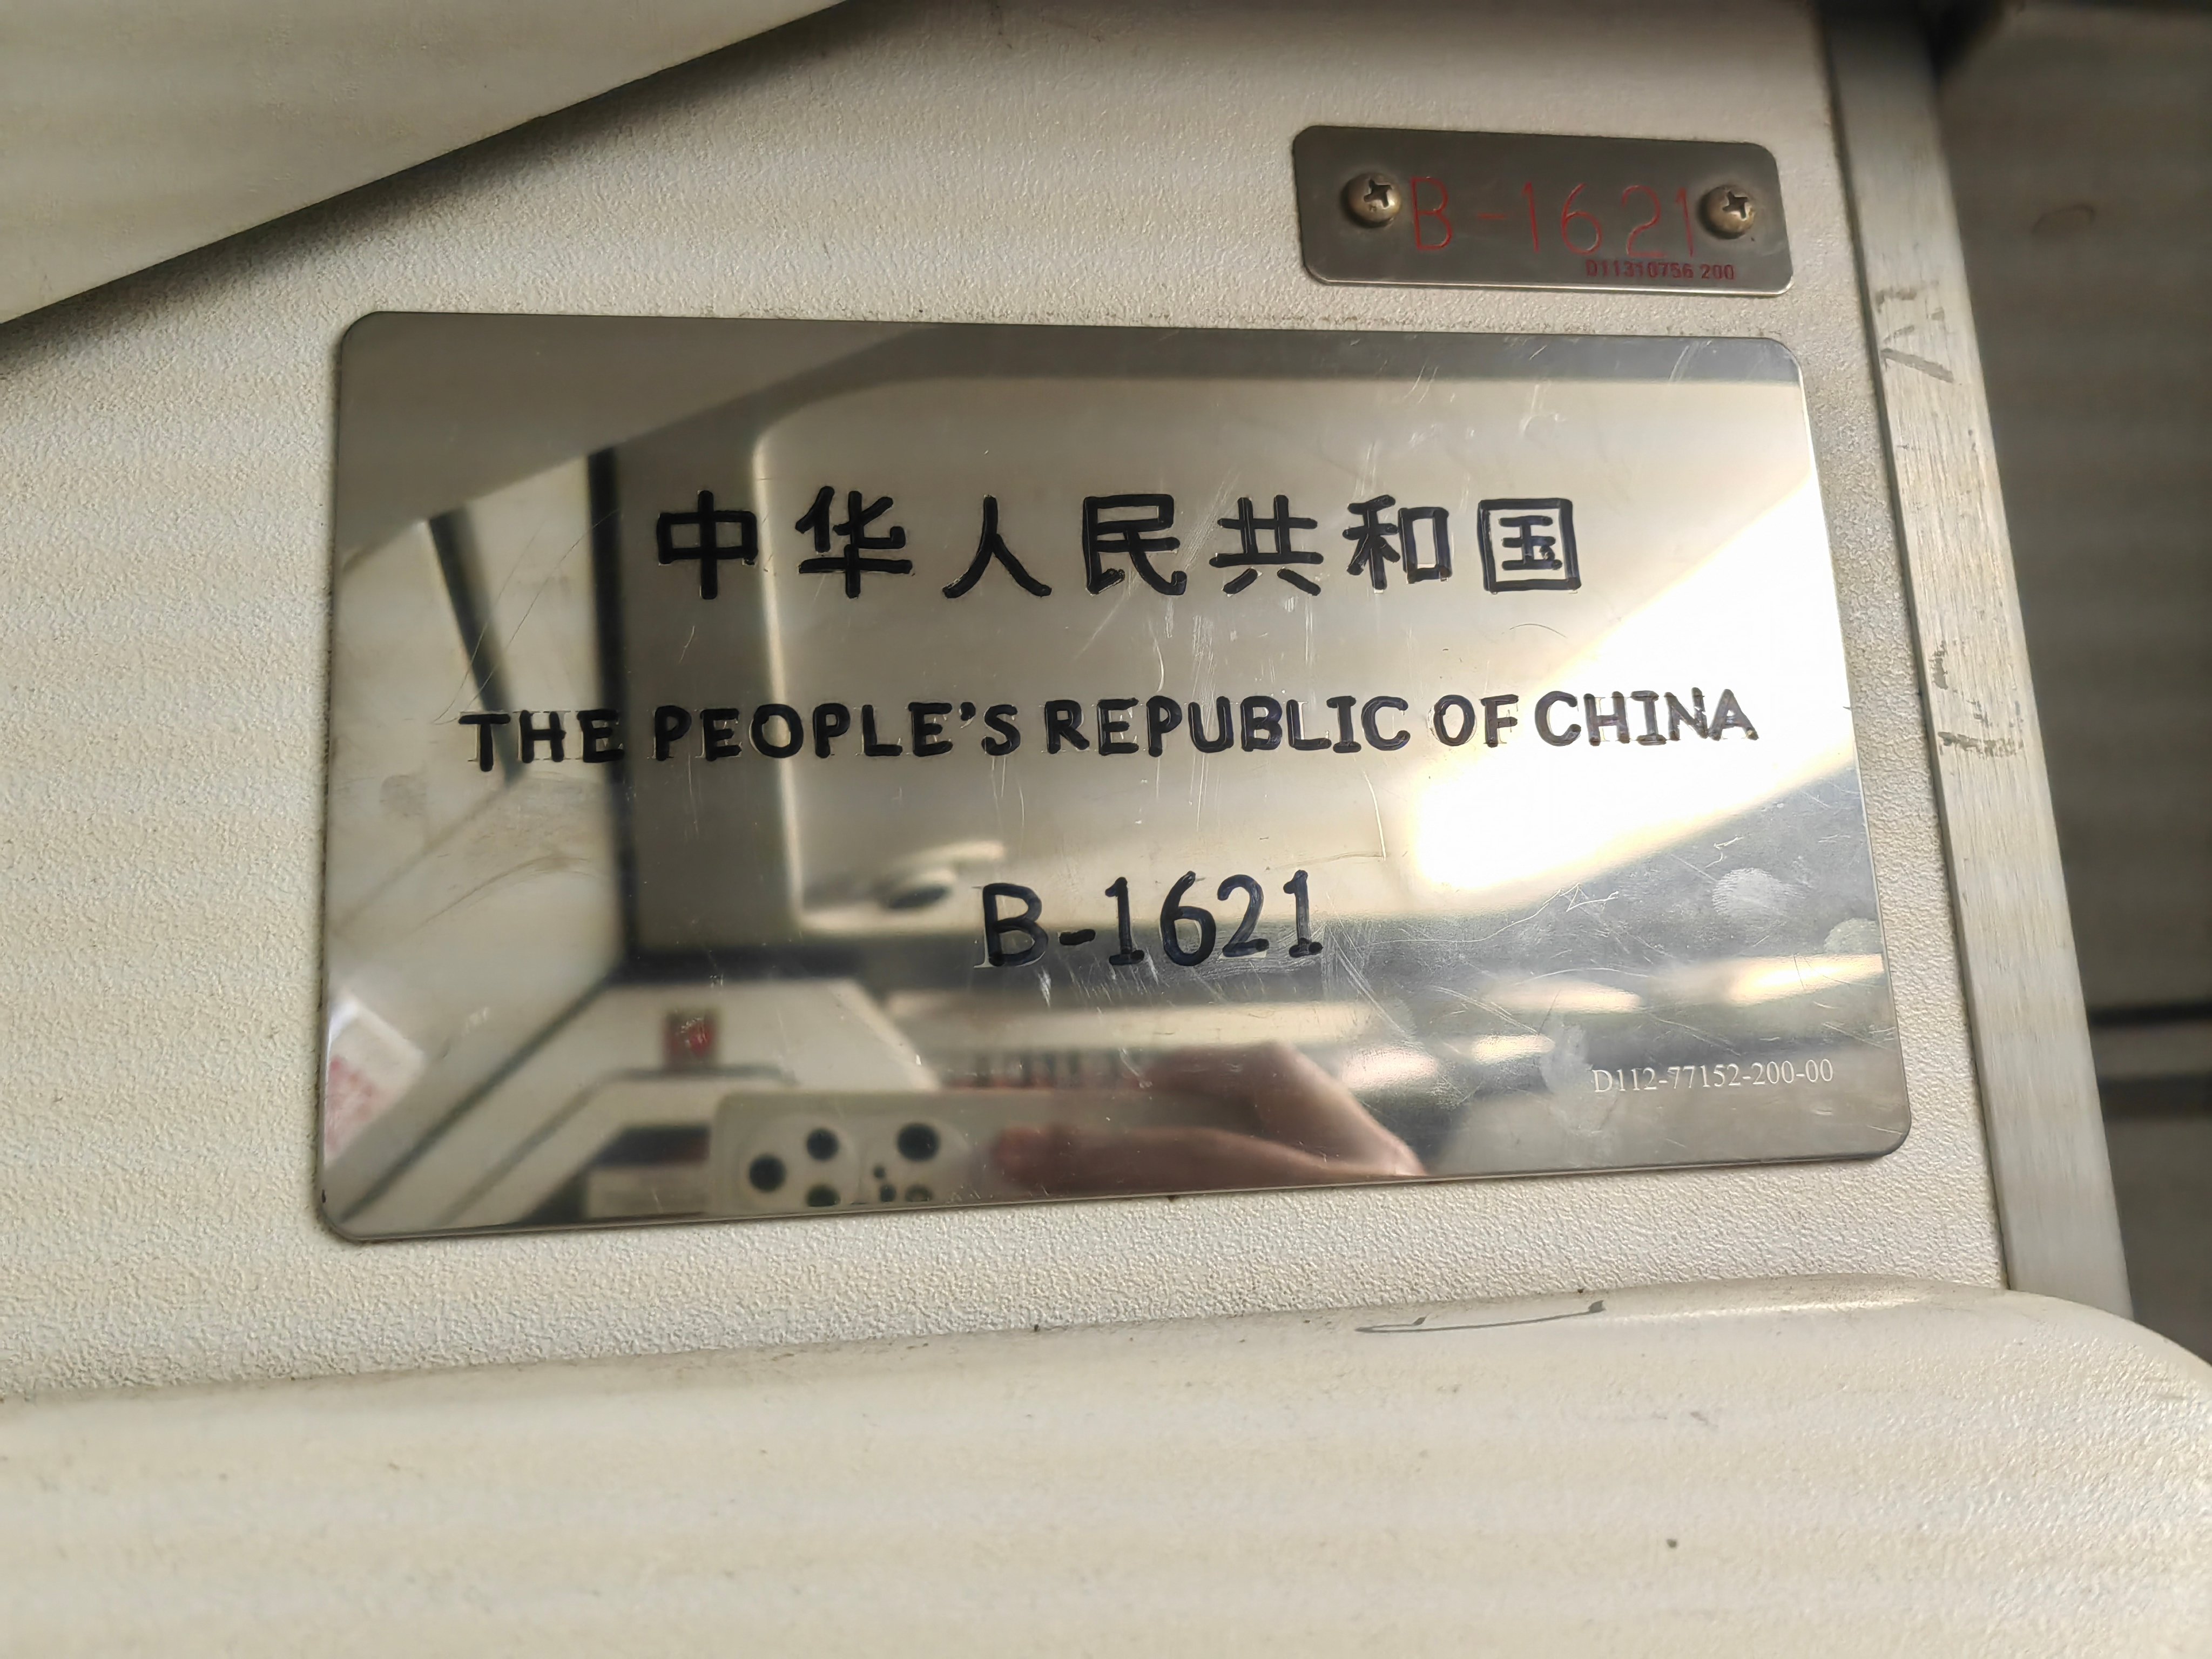 B-1621
D11310756 200
中华人民共和国
THE PEOPLE'S REPUBLIC OF CHINA
B-1621
D112-77152-200-00